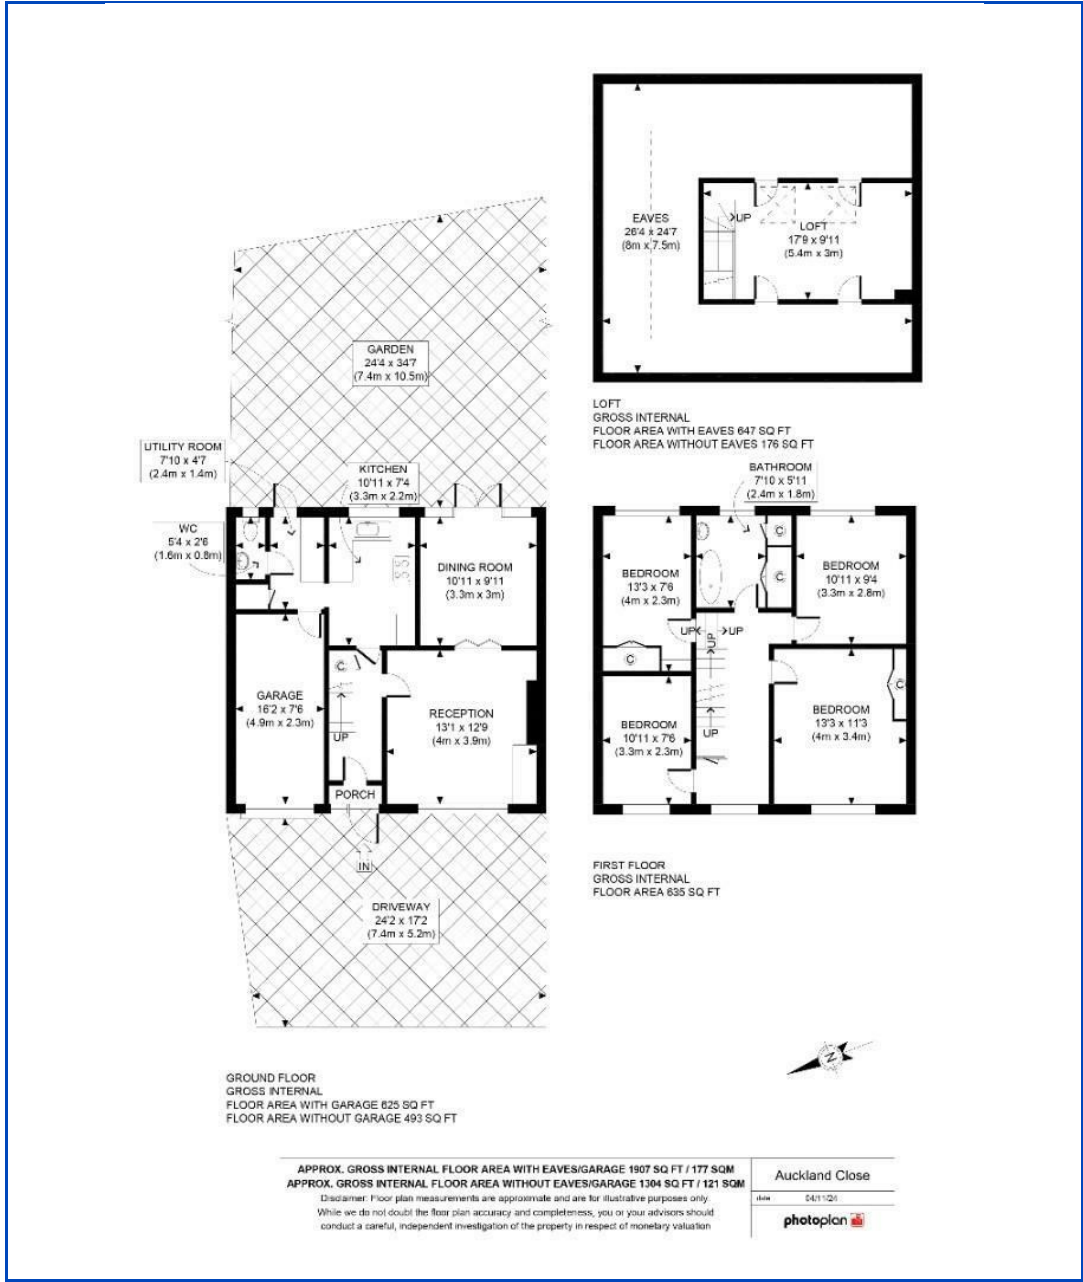 EAVES
26'4 x 24'7
(8m x 7.5m)
UP
LOFT
17'9 x 9'11
(5.4m x 3m)
LOFT
GROSS INTERNAL
FLOOR AREA WITH EAVES 647 SQ FT
FLOOR AREA WITHOUT EAVES 176 SQ FT
GARDEN
24'4 x 34'7
(7.4m x 10.5m)
UTILITY ROOM
7'10 x 4'7
(2.4m x 1.4m)
KITCHEN
10'11 x 7'4
(3.3m x 2.2m)
WC
5'4 x 2'6
(1.6m x 0.8m)
DINING ROOM
10'11 x 9'11
(3.3m x 3m)
C
GARAGE
16'2 x 7'6
(4.9m x 2.3m)
RECEPTION
13'1 x 12'9
(4m x 3.9m)
UP
PORCH
IN
DRIVEWAY
24'2 x 17'2
(7.4m x 5.2m)
GROUND FLOOR
GROSS INTERNAL
FLOOR AREA WITH GARAGE 625 SQ FT
FLOOR AREA WITHOUT GARAGE 493 SQ FT
BATHROOM
7'10 x 5'11
(2.4m x 1.8m)
C
C
BEDROOM
13'3 x 7'6
(4m x 2.3m)
BEDROOM
10'11 x 9'4
(3.3m x 2.8m)
UP
UP
UP
C
C
BEDROOM
10'11 x 7'6
(3.3m x 2.3m)
BEDROOM
13'3 x 11'3
(4m x 3.4m)
UP
FIRST FLOOR
GROSS INTERNAL
FLOOR AREA 635 SQ FT
N
APPROX. GROSS INTERNAL FLOOR AREA WITH EAVES/GARAGE 1907 SQ FT / 177 SQM
APPROX. GROSS INTERNAL FLOOR AREA WITHOUT EAVES/GARAGE 1304 SQ FT / 121 SQM
Disclaimer: Floor plan measurements are approximate and are for illustrative purposes only.
While we do not doubt the floor plan accuracy and completeness, you or your advisors should
conduct a careful, independent investigation of the property in respect of monetary valuation
Auckland Close
date 04/11/24
photoplan